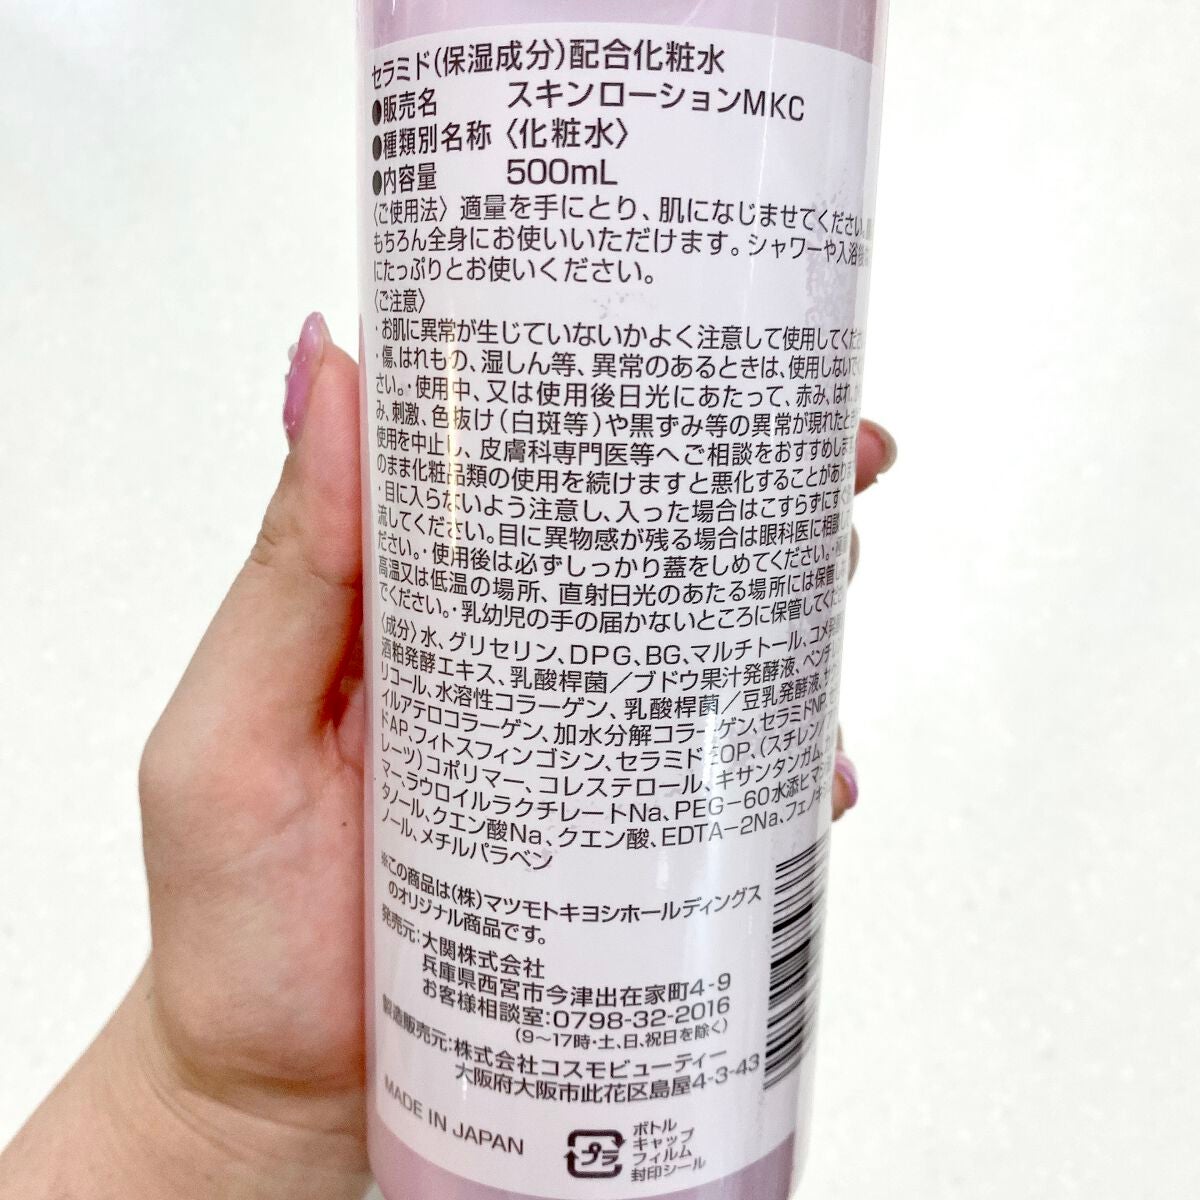 セラミド(保湿成分)配合化粧水
●販売名 スキンローションMKC
●種類別名称 〈化粧水〉
●内容量 500mL
〈ご使用法〉適量を手にとり、肌になじませてください。
もちろん全身にお使いいただけます。シャワーや入浴後
にたっぷりとお使いください。
〈ご注意〉
・お肌に異常が生じていないかよく注意して使用してくださ
・傷、はれもの、湿しん等、異常のあるときは、使用しないでく
さい。・使用中、又は使用後日光にあたって、赤み、はれ、か
み、刺激、色抜け(白斑等)や黒ずみ等の異常が現れたとき
使用を中止し、皮膚科専門医等へご相談をおすすめします
のまま化粧品類の使用を続けますと悪化することがありま
・目に入らないよう注意し、入った場合はこすらずにすぐ
流してください。目に異物感が残る場合は眼科医に相談して
ださい。・使用後は必ずしっかり蓋をしめてください。
高温又は低温の場所、直射日光のあたる場所には保管し
でください。・乳幼児の手の届かないところに保管してくだ
〈成分〉水、グリセリン、DPG、BG、マルチトール、コメ発
酒粕発酵エキス、乳酸桿菌／ブドウ果汁発酵液、ペンチ
リコール、水溶性コラーゲン、乳酸桿菌／豆乳発酵液、
イルアテロコラーゲン、加水分解コラーゲン、セラミドNP、
ドAP、フィトスフィンゴシン、セラミドEOP、(スチレン／ア
レーツ)コポリマー、コレステロール、キサンタンガム、
マー、ラウロイルラクチレートNa、PEG-60水添ヒマ
タノール、クエン酸Na、クエン酸、EDTA-2Na、フェノキシ
ノール、メチルパラベン
※この商品は(株)マツモトキヨシホールディングス
のオリジナル商品です。
発売元:大関株式会社
兵庫県西宮市今津出在家町4-9
お客様相談室:0798-32-2016
(9〜17時・土、日、祝日を除く)
製造販売元:株式会社コスモビューティー
大阪府大阪市此花区島屋4-3-43
MADE IN JAPAN
プラ
ボトル
キャップ
フィルム
封印シール